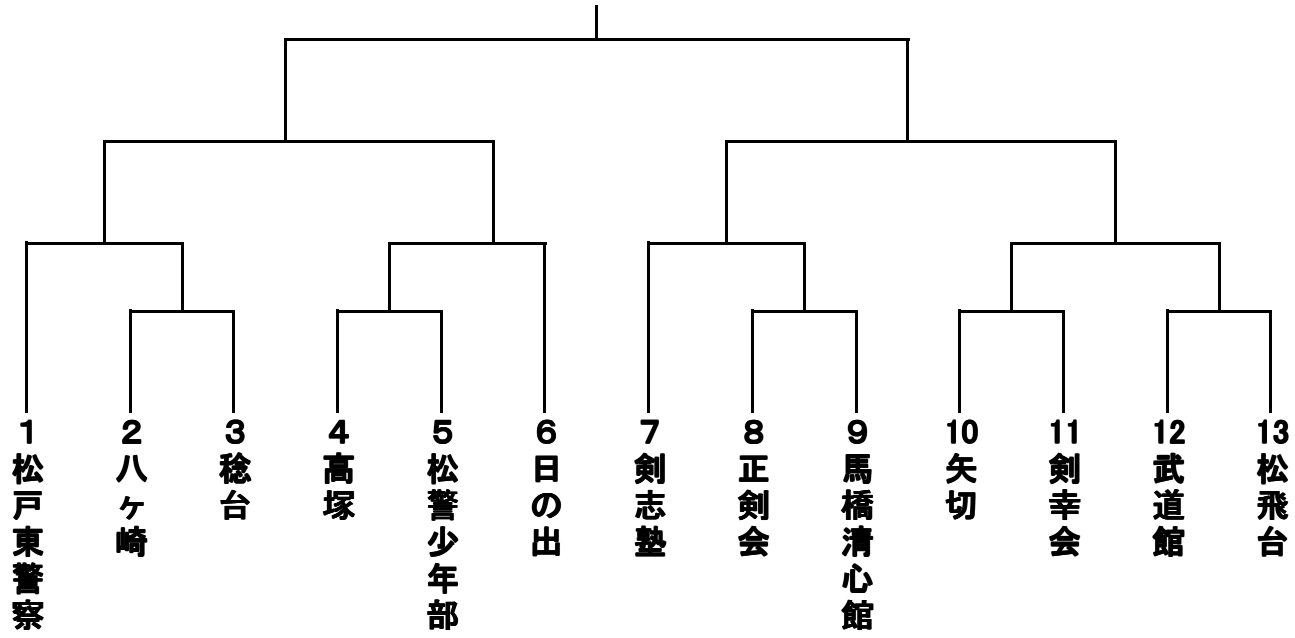 1 松戸東警察
2 八ヶ崎
3 稔台
4 高塚
5 松警少年部
6 日の出
7 剣志塾
8 正剣会
9 馬橋清心館
10 矢切
11 剣幸会
12 武道館
13 松飛台